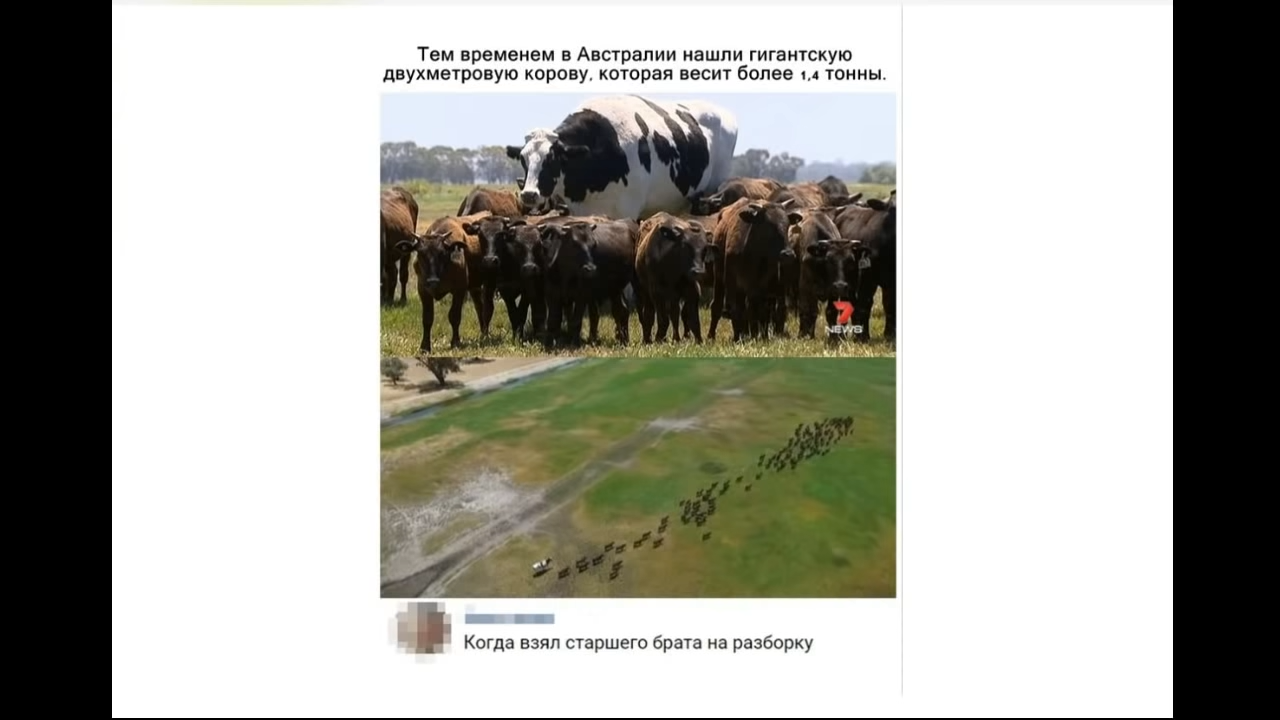 Тем временем в Австралии нашли гигантскую
двухметровую корову, которая весит более 1,4 тонны.
7
NEWS
Когда взял старшего брата на разборку